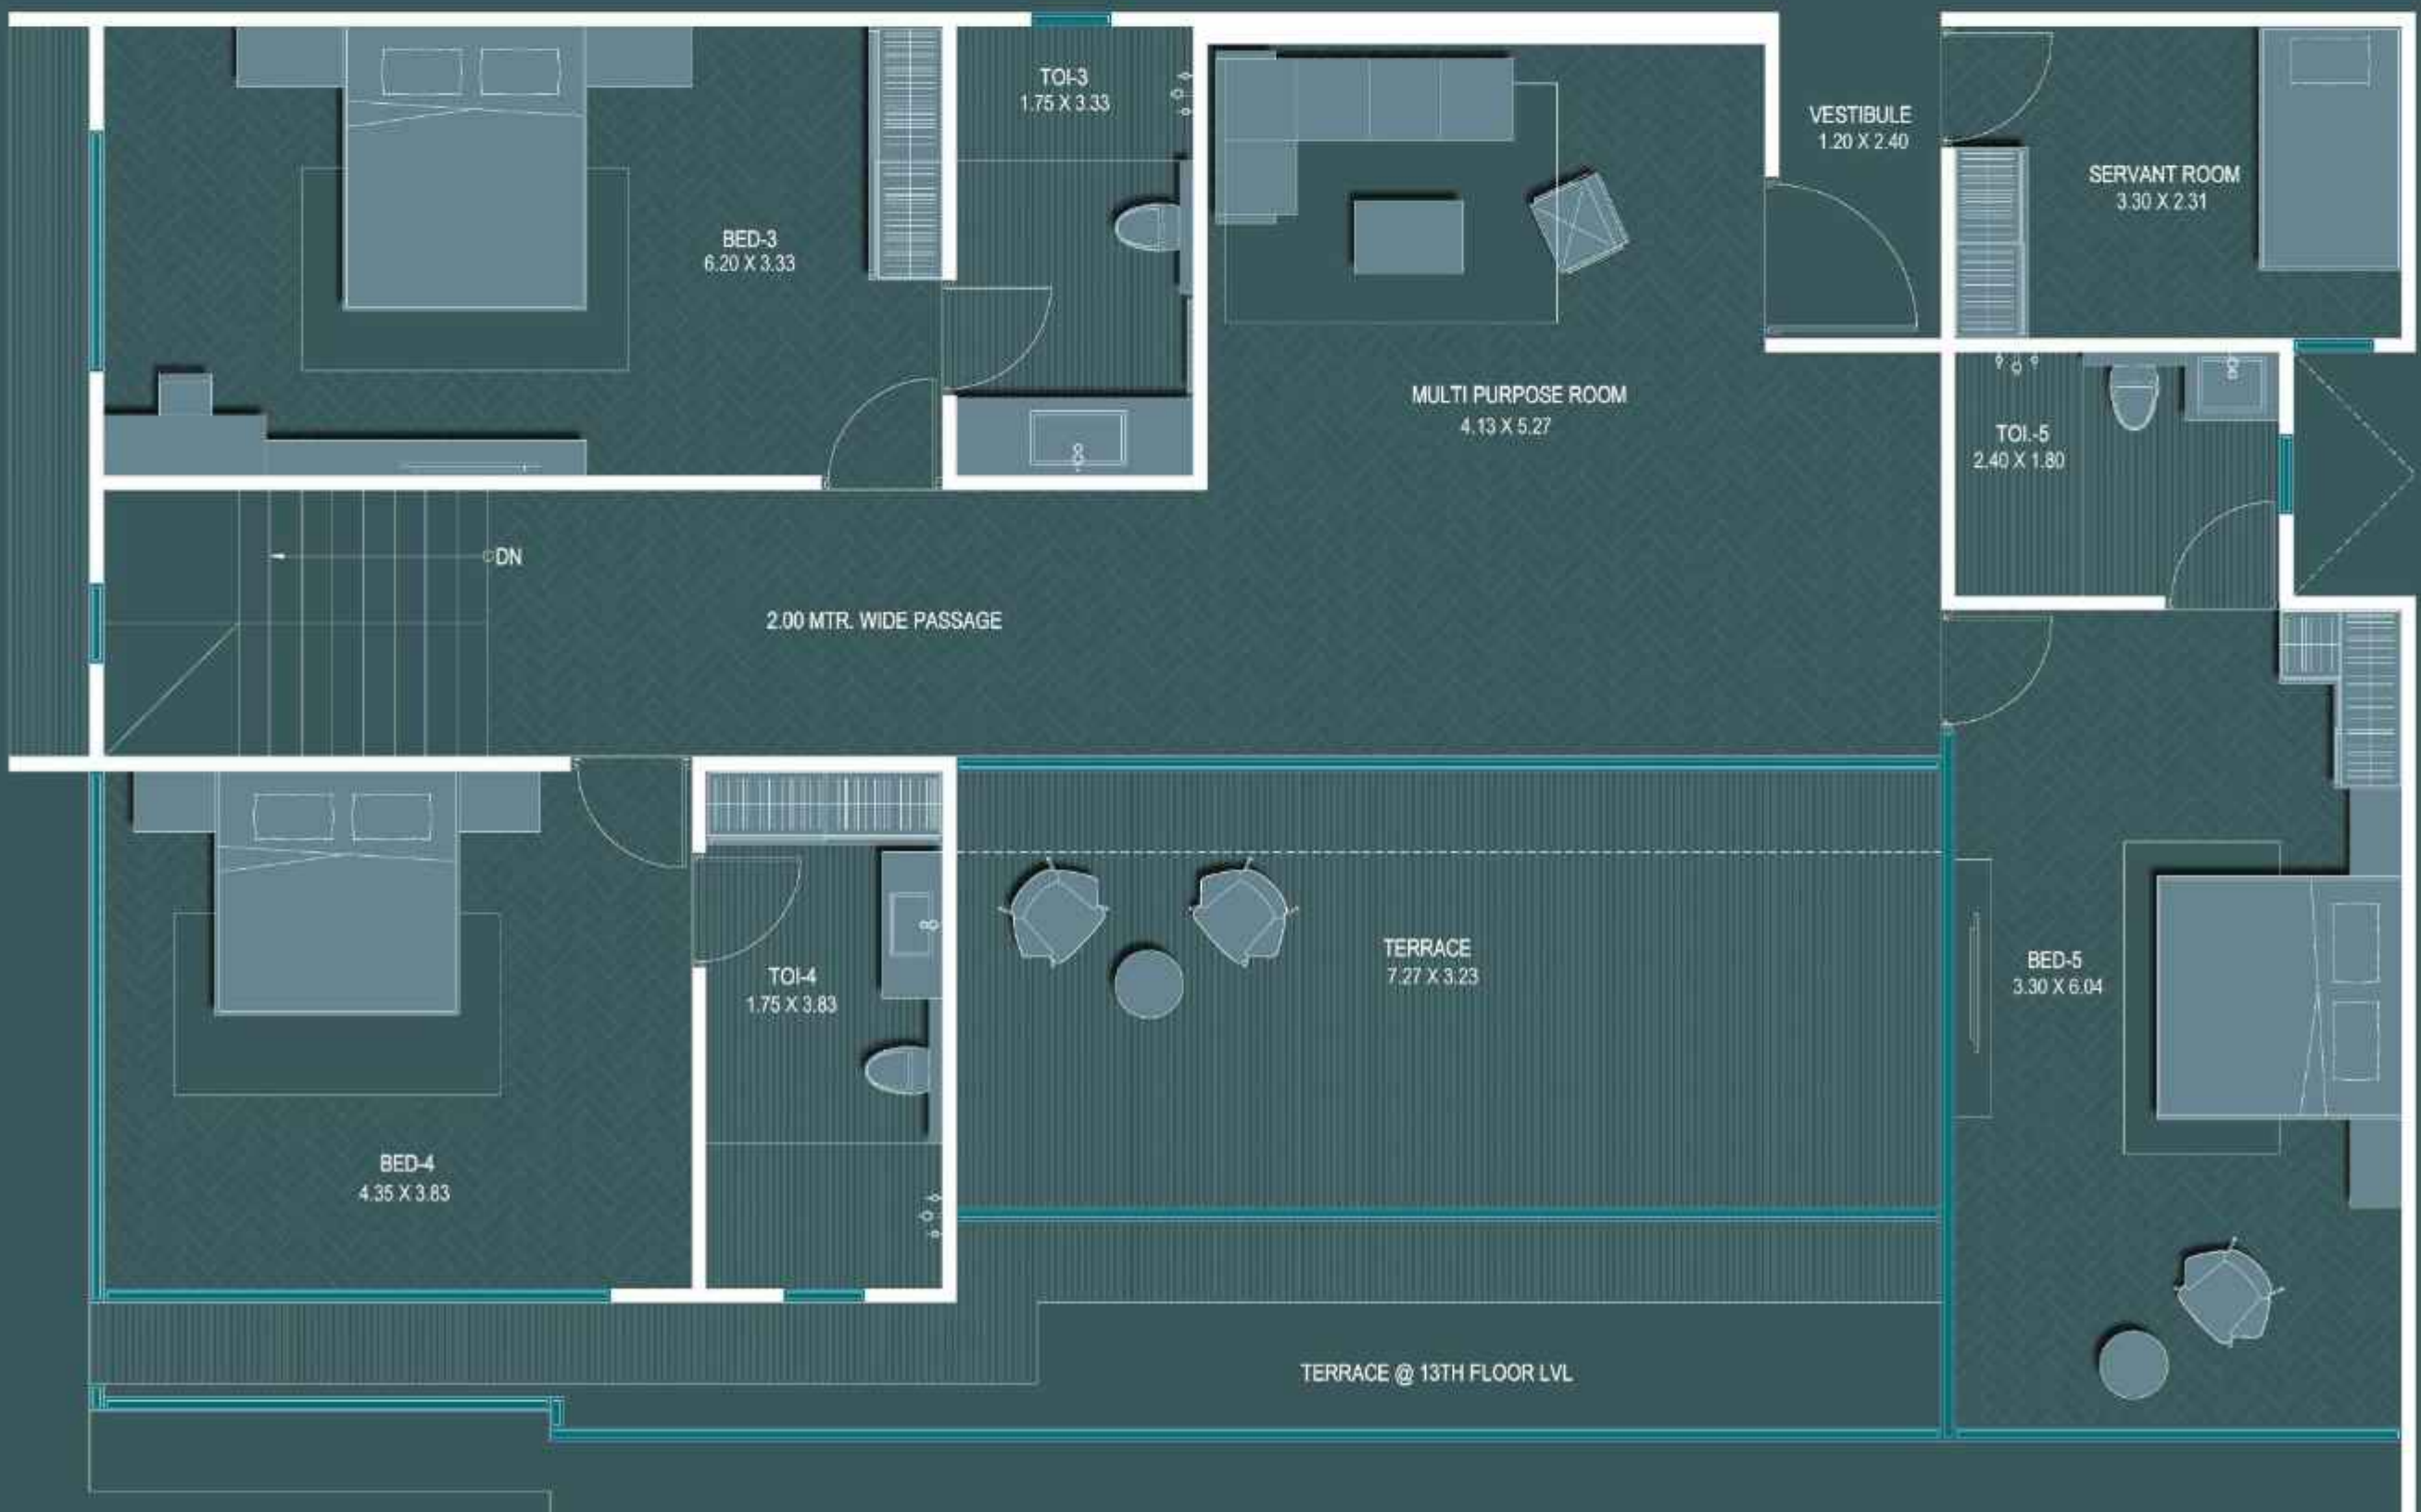 TOI-3
1.75 X 3.33
VESTIBULE
1.20 X 2.40
SERVANT ROOM
3.30 X 2.31
BED-3
6.20 X 3.33
MULTI PURPOSE ROOM
4.13 X 5.27
TOI.-5
2.40 X 1.80
DN
2.00 MTR. WIDE PASSAGE
TERRACE
7.27 X 3.23
BED-5
3.30 X 6.04
TOI-4
1.75 X 3.83
BED-4
4.35 X 3.83
TERRACE @ 13TH FLOOR LVL